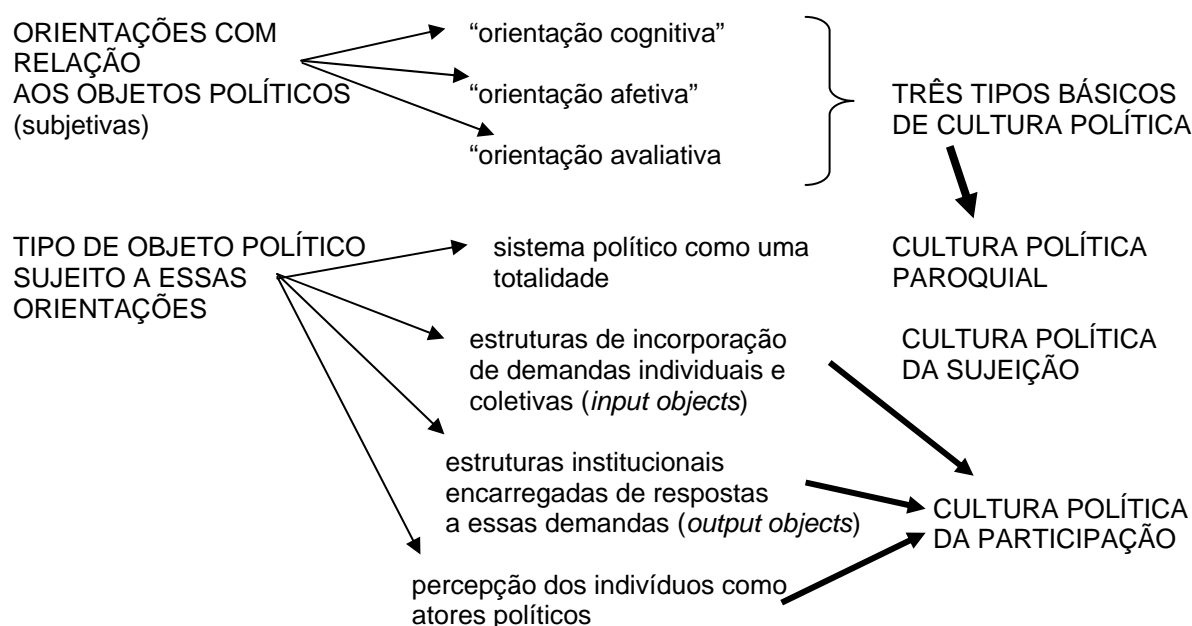 ORIENTAÇÕES COM
RELAÇÃO
AOS OBJETOS POLÍTICOS
(subjetivas)
“orientação cognitiva”
“orientação afetiva”
“orientação avaliativa
TRÊS TIPOS BÁSICOS
DE CULTURA POLÍTICA
TIPO DE OBJETO POLÍTICO
SUJEITO A ESSAS
ORIENTAÇÕES
sistema político como uma
totalidade
estruturas de incorporação
de demandas individuais e
coletivas (input objects)
estruturas institucionais
encarregadas de respostas
a essas demandas (output objects)
percepção dos indivíduos como
atores políticos
CULTURA POLÍTICA
PAROQUIAL
CULTURA POLÍTICA
DA SUJEIÇÃO
CULTURA POLÍTICA
DA PARTICIPAÇÃO